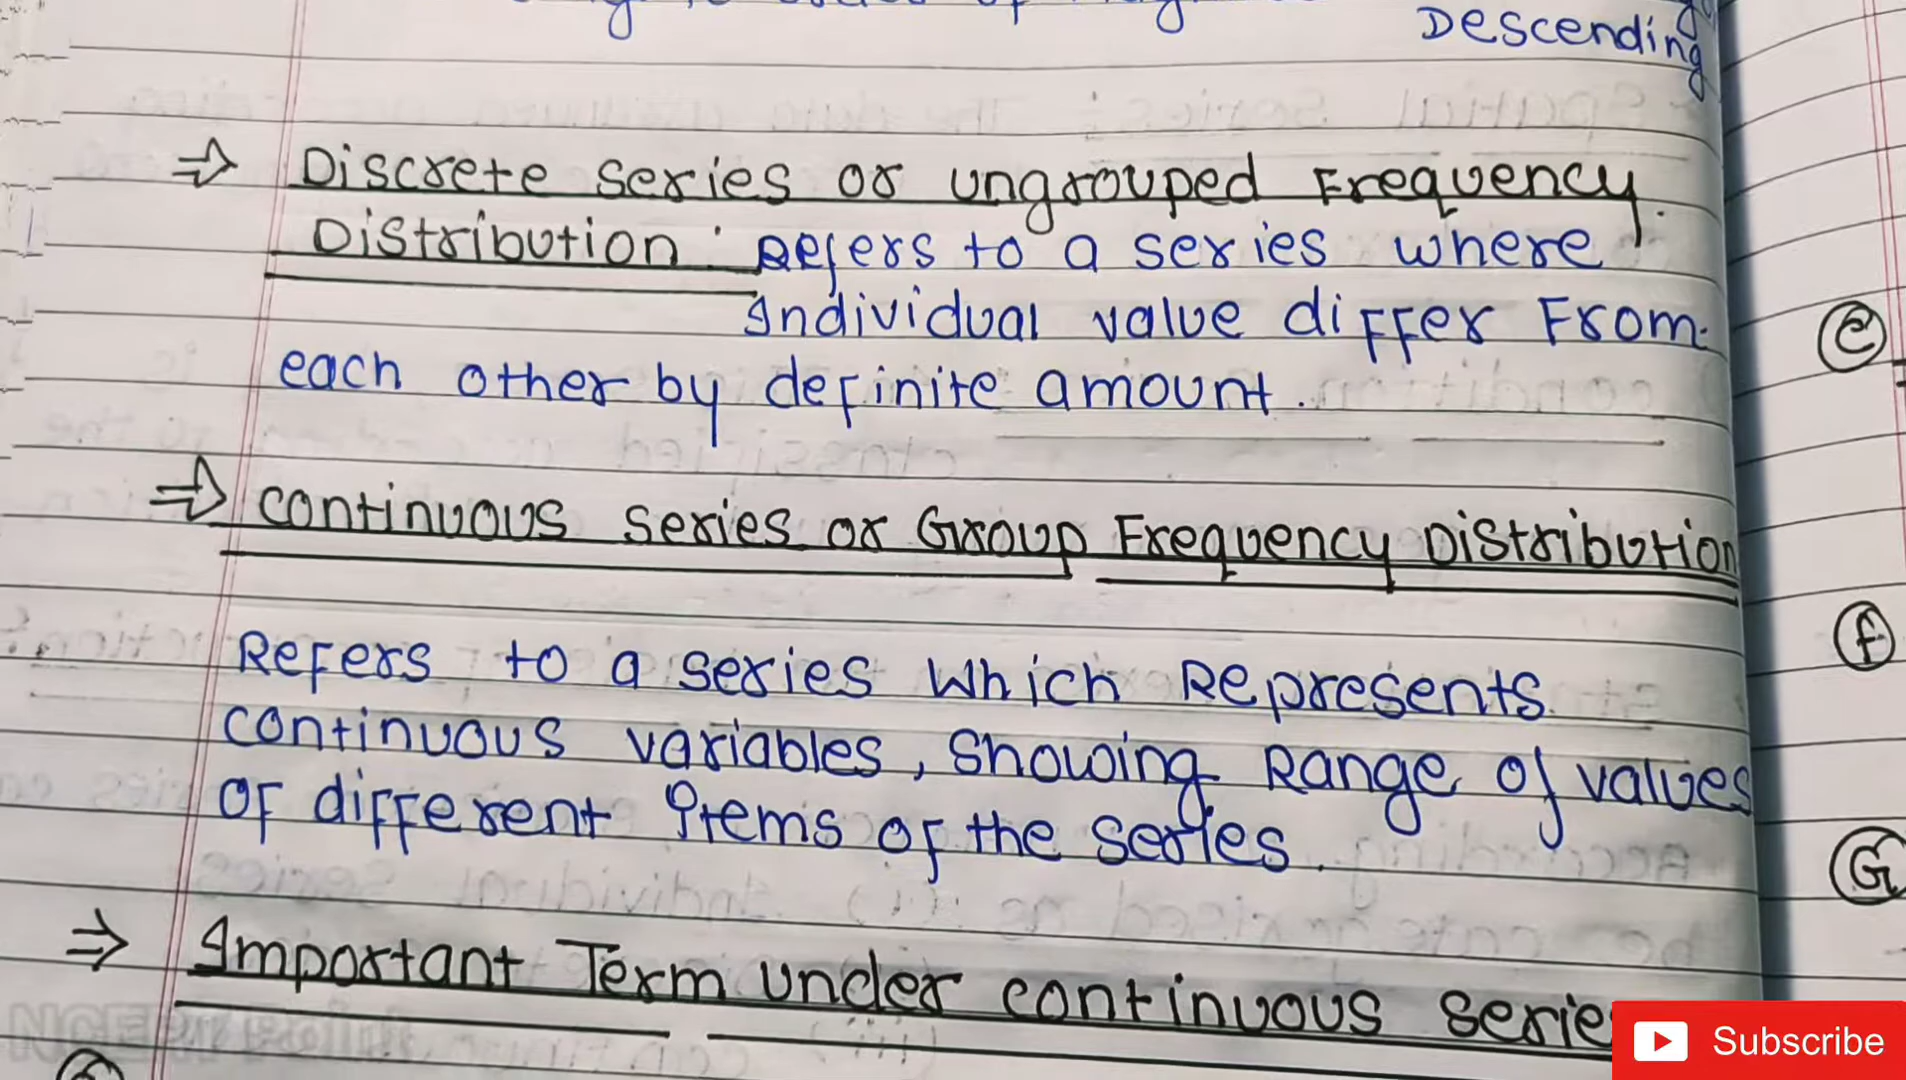 Descending
⇒ Discrete series or ungrouped Frequency
Distribution : Refers to a series where
Individual value differ From
each other by definite amount.
⇒ continuous series or Group Frequency Distribution
Refers to a series which Represents
continuous variables, showing Range of values
of different items of the series.
⇒ Important Term under continuous serie
C
F
G
Subscribe